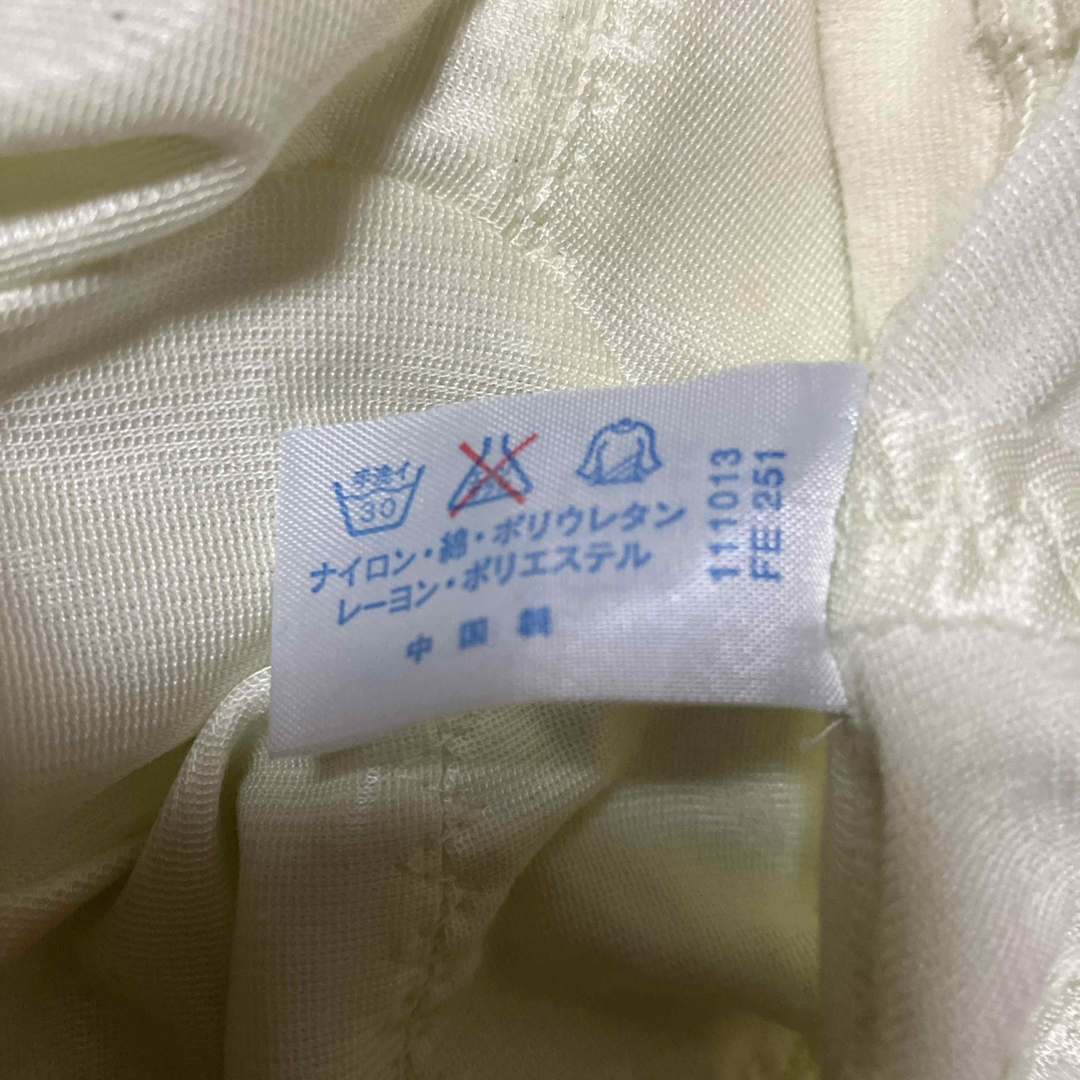 手洗イ
30
ナイロン・綿・ポリウレタン
レーヨン・ポリエステル
中国製
111013
FE 251